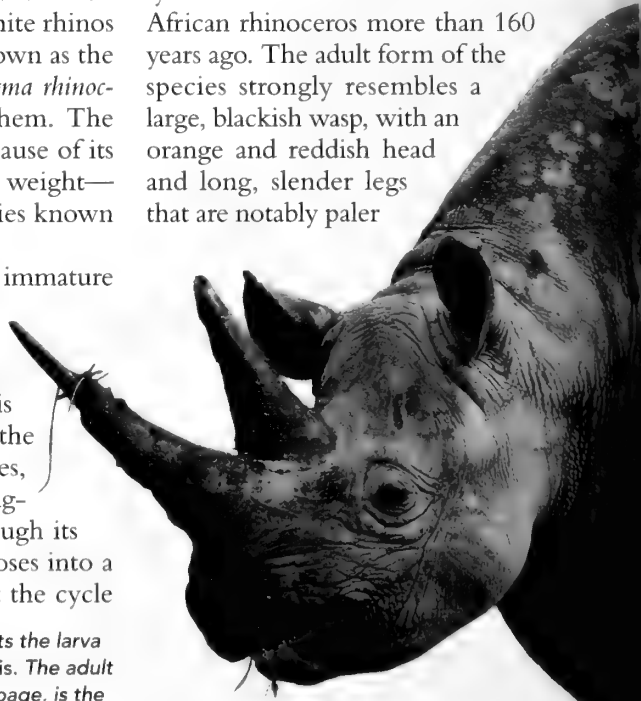 nite rhinos
own as the
ma rhinoc-
hem. The
ause of its
weight—
ies known
immature
is
the
es,
g-
ugh its
oses into a
the cycle
ts the larva
is. The adult
page, is the
African rhinoceros more than 160
years ago. The adult form of the
species strongly resembles a
large, blackish wasp, with an
orange and reddish head
and long, slender legs
that are notably paler